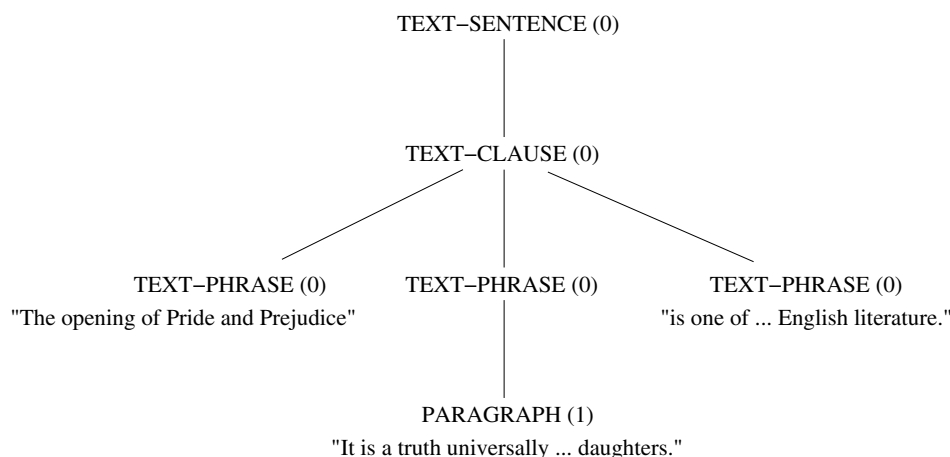 TEXT−SENTENCE (0)
TEXT−CLAUSE (0)
TEXT−PHRASE (0) TEXT−PHRASE (0) TEXT−PHRASE (0)
"The opening of Pride and Prejudice" "is one of ... English literature."
PARAGRAPH (1)
"It is a truth universally ... daughters."